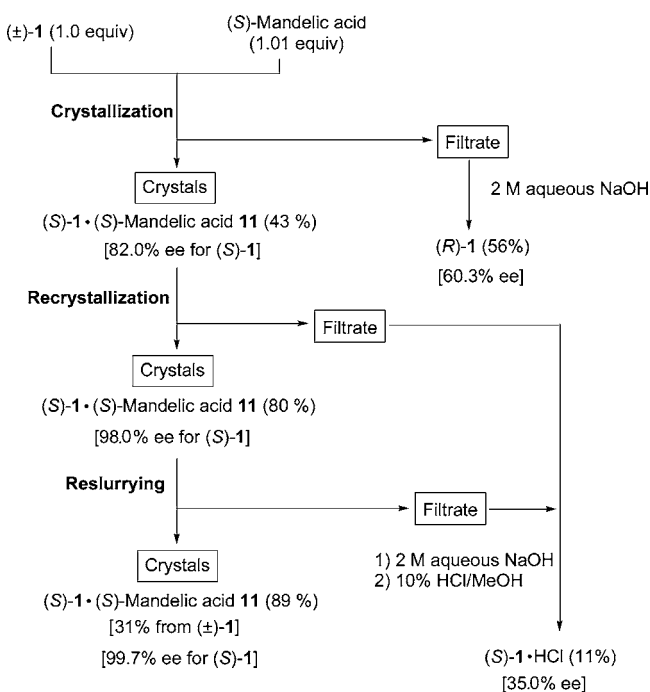 (±)-1 (1.0 equiv)
(S)-Mandelic acid
(1.01 equiv)
Crystallization
Filtrate
Crystals
2 M aqueous NaOH
(S)-1 • (S)-Mandelic acid 11 (43 %)
[82.0% ee for (S)-1]
(R)-1 (56%)
[60.3% ee]
Recrystallization
Filtrate
Crystals
(S)-1 • (S)-Mandelic acid 11 (80 %)
[98.0% ee for (S)-1]
Reslurrying
Filtrate
Crystals
1) 2 M aqueous NaOH
2) 10% HCl/MeOH
(S)-1 • (S)-Mandelic acid 11 (89 %)
[31% from (±)-1]
[99.7% ee for (S)-1]
(S)-1 • HCl (11%)
[35.0% ee]